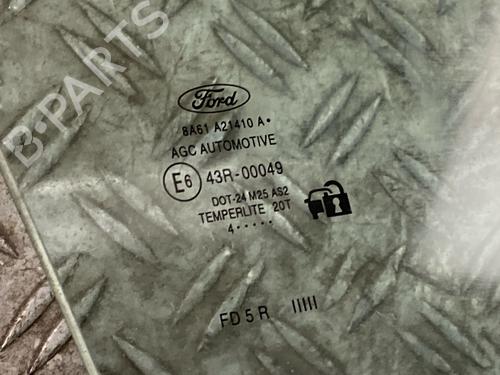 B-PARTS
Ford
8A61 A21410 A•
AGC AUTOMOTIVE
E6 43R-00049
DOT-24 M25 AS2
TEMPERLITE 20T
4•••••
FD 5 R IIIII